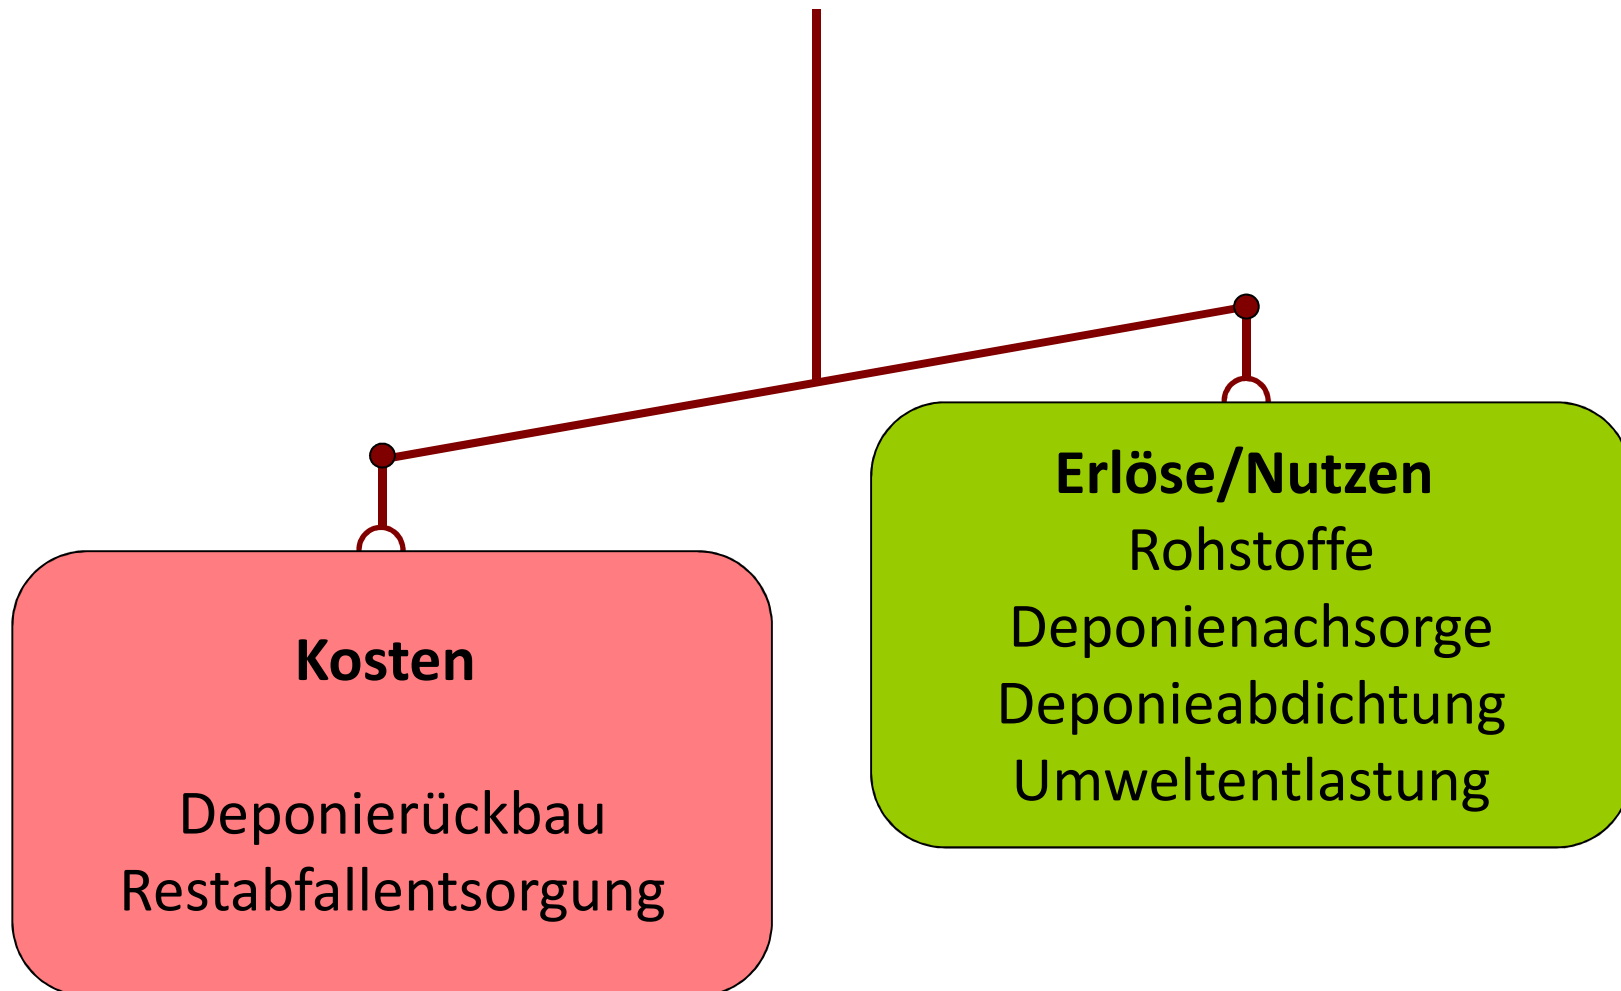 Kosten
Deponierückbau
Restabfallentsorgung
Erlöse/Nutzen
Rohstoffe
Deponienachsorge
Deponieabdichtung
Umweltentlastung